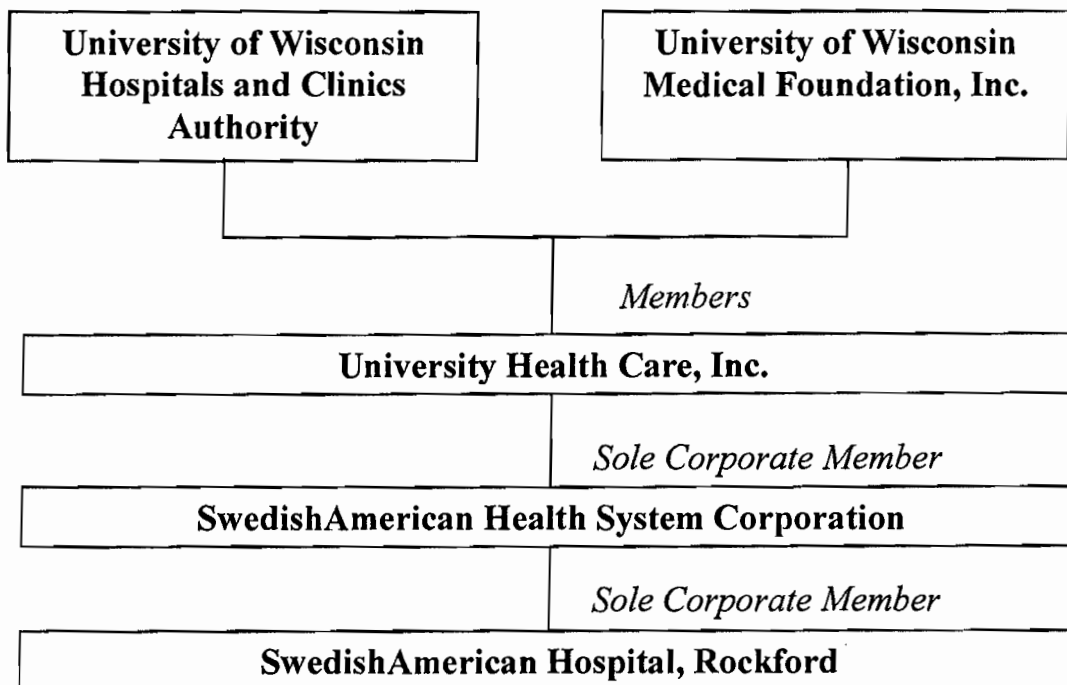 University of Wisconsin
Hospitals and Clinics
Authority
University of Wisconsin
Medical Foundation, Inc.
Members
University Health Care, Inc.
Sole Corporate Member
SwedishAmerican Health System Corporation
Sole Corporate Member
SwedishAmerican Hospital, Rockford